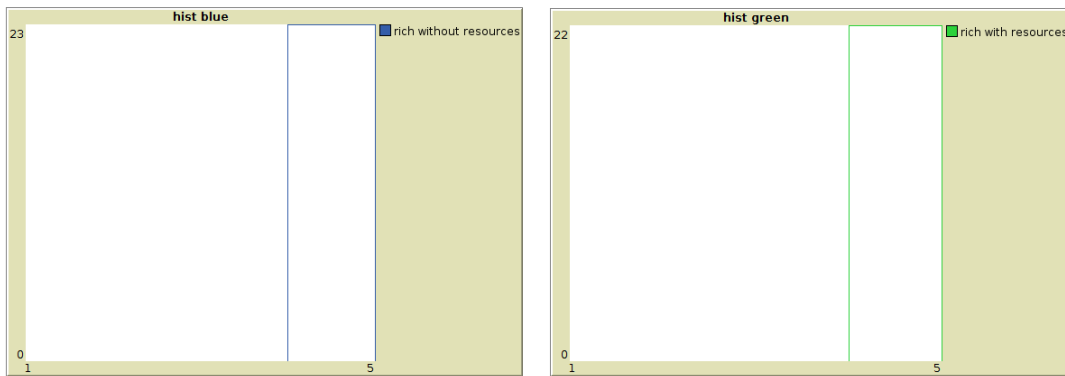 hist blue
23
rich without resources
0
1
5
hist green
22
rich with resources
0
1
5